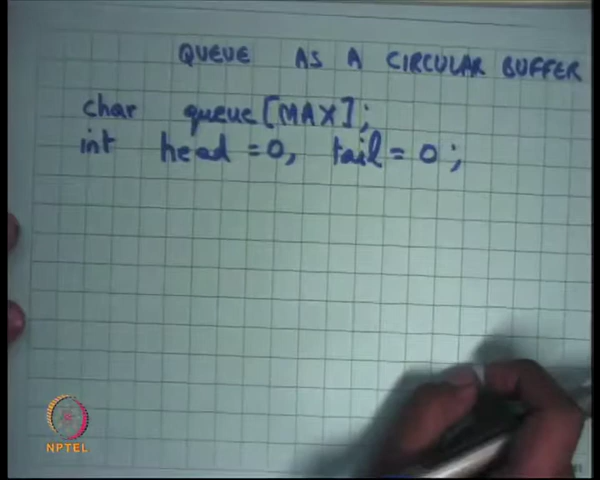 QUEUE AS A CIRCULAR BUFFER
char queue[MAX];
int head = 0, tail = 0;
NPTEL